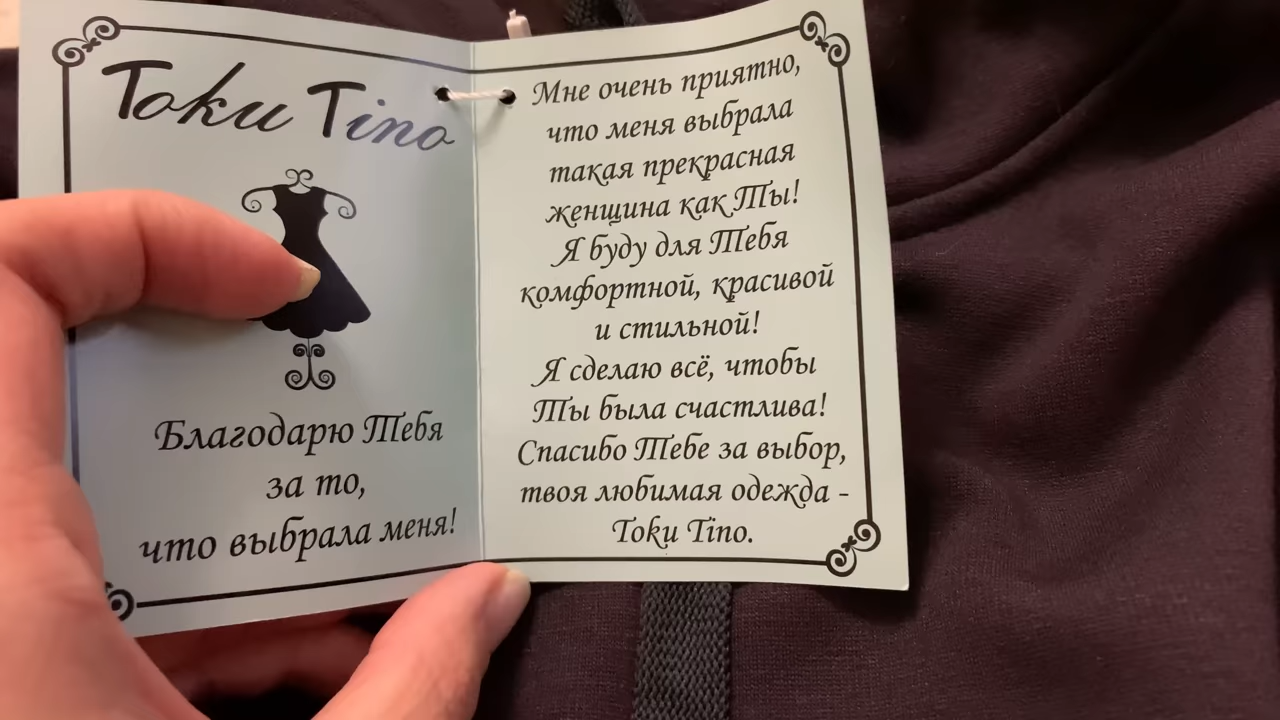 Toku Tino
Благодарю Тебя
за то,
что выбрала меня!
Мне очень приятно,
что меня выбрала
такая прекрасная
женщина как Ты!
Я буду для Тебя
комфортной, красивой
и стильной!
Я сделаю всё, чтобы
Ты была счастлива!
Спасибо Тебе за выбор,
твоя любимая одежда -
Toku Tino.